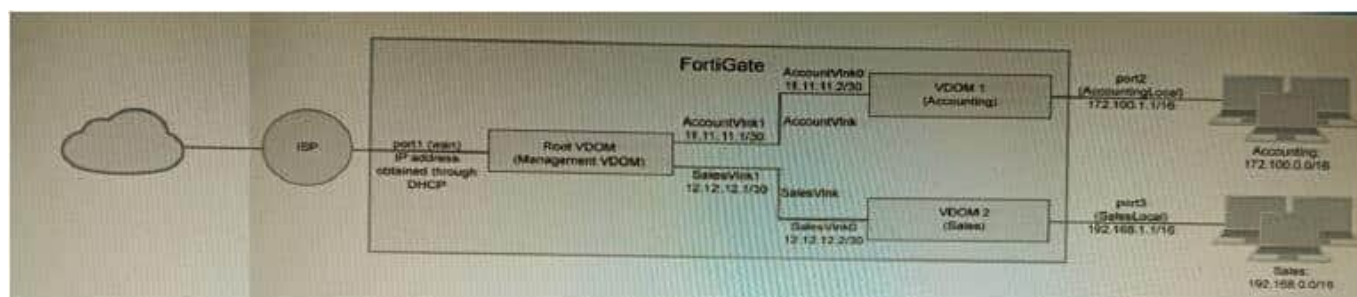 FortiGate
AccountVlnk0
11.11.11.2/30
VDOM 1
(Accounting)
port2
(AccountingLocal)
172.100.1.1/16
AccountVlnk1
11.11.11.1/30
AccountVlnk
ISP
port1 (wan)
IP address
obtained through
DHCP
Root VDOM
(Management VDOM)
Accounting:
172.100.0.0/16
SalesVlnk1
12.12.12.1/30
SalesVlnk
VDOM 2
(Sales)
port3
(SalesLocal)
192.168.1.1/16
SalesVlnk0
12.12.12.2/30
Sales:
192.168.0.0/16